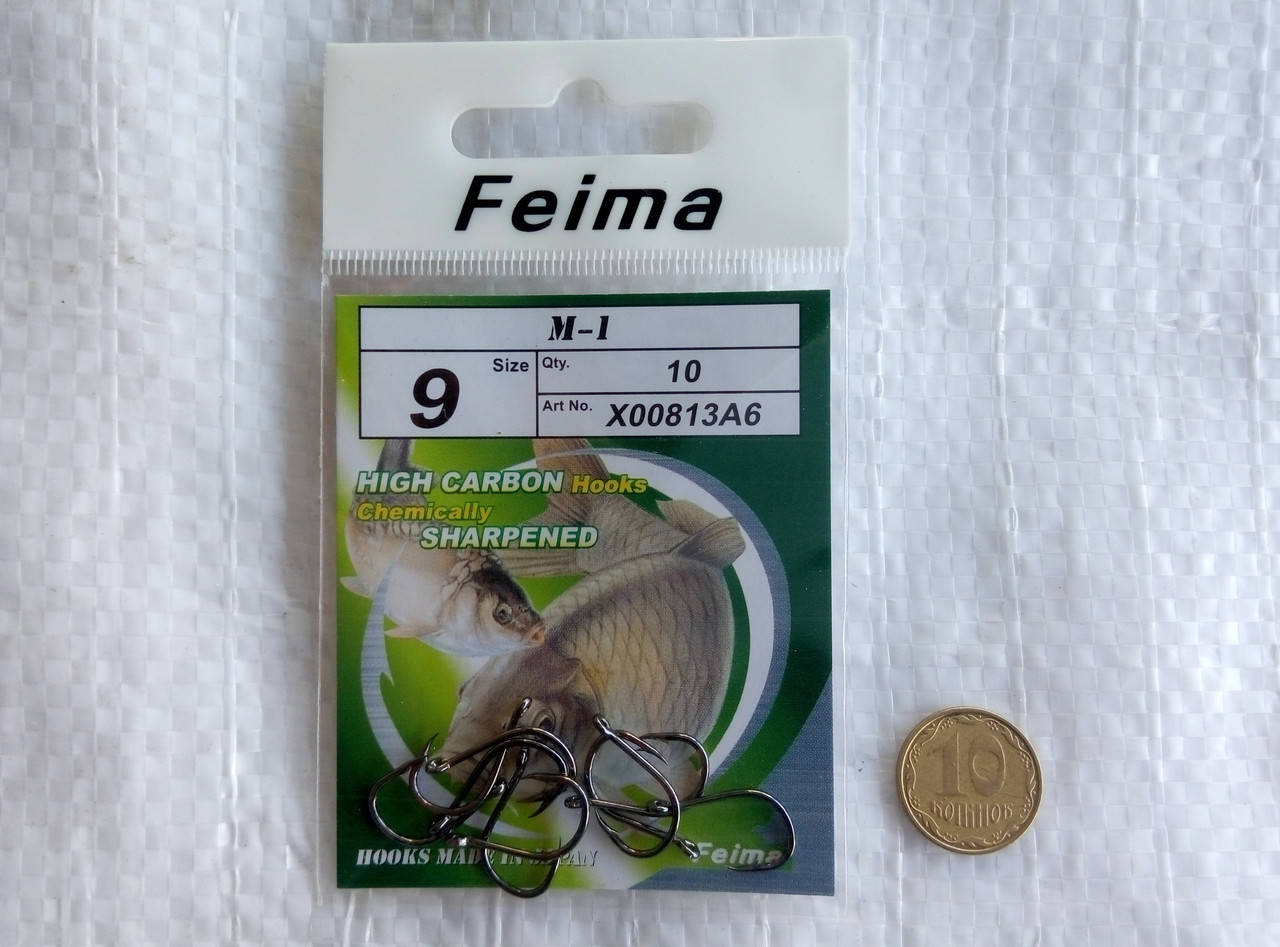 Feima
M-1
9 Size
Qty. 10
Art No. X00813A6
HIGH CARBON Hooks
Chemically
SHARPENED
HOOKS MADE IN JAPAN
Feima
10
КОПІЙОК